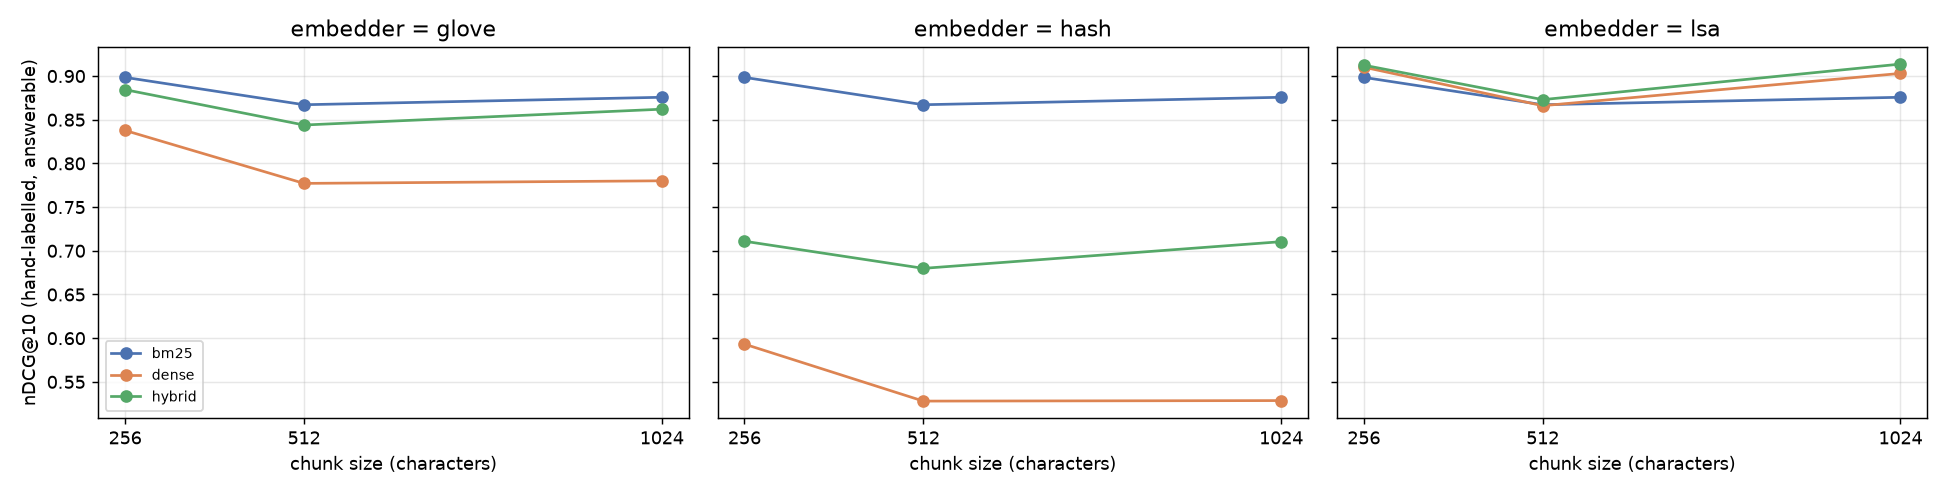 embedder = glove
embedder = hash
embedder = lsa
nDCG@10 (hand-labelled, answerable)
0.90
0.85
0.80
0.75
0.70
0.65
0.60
0.55
bm25
dense
hybrid
256
512
1024
256
512
1024
256
512
1024
chunk size (characters)
chunk size (characters)
chunk size (characters)